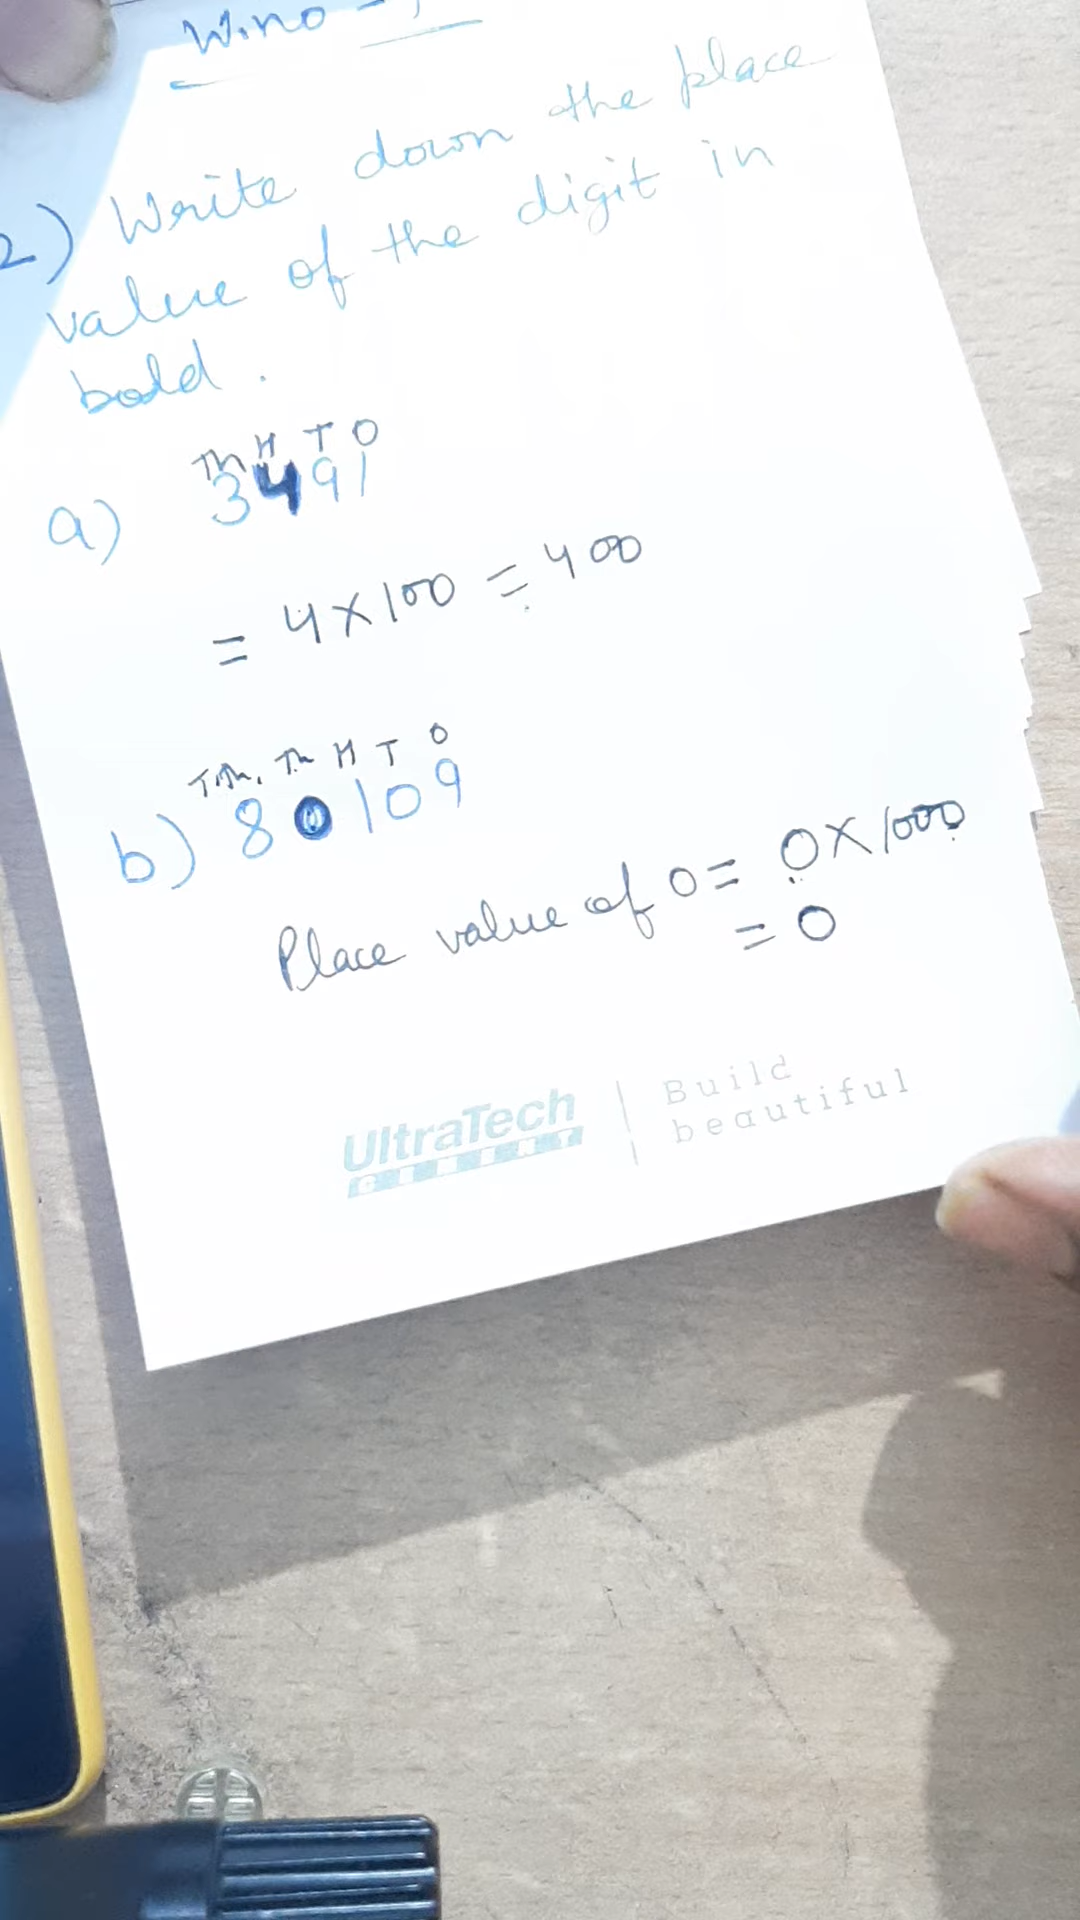 W.no - 1
2) Write down the place
value of the digit in
bold.
Th H T O
a) 3491
= 4 X 100 = 400
T.Th. Th H T O
b) 80109
Place value of 0 = 0 X 1000
= 0
UltraTech
CEMENT
Build
beautiful